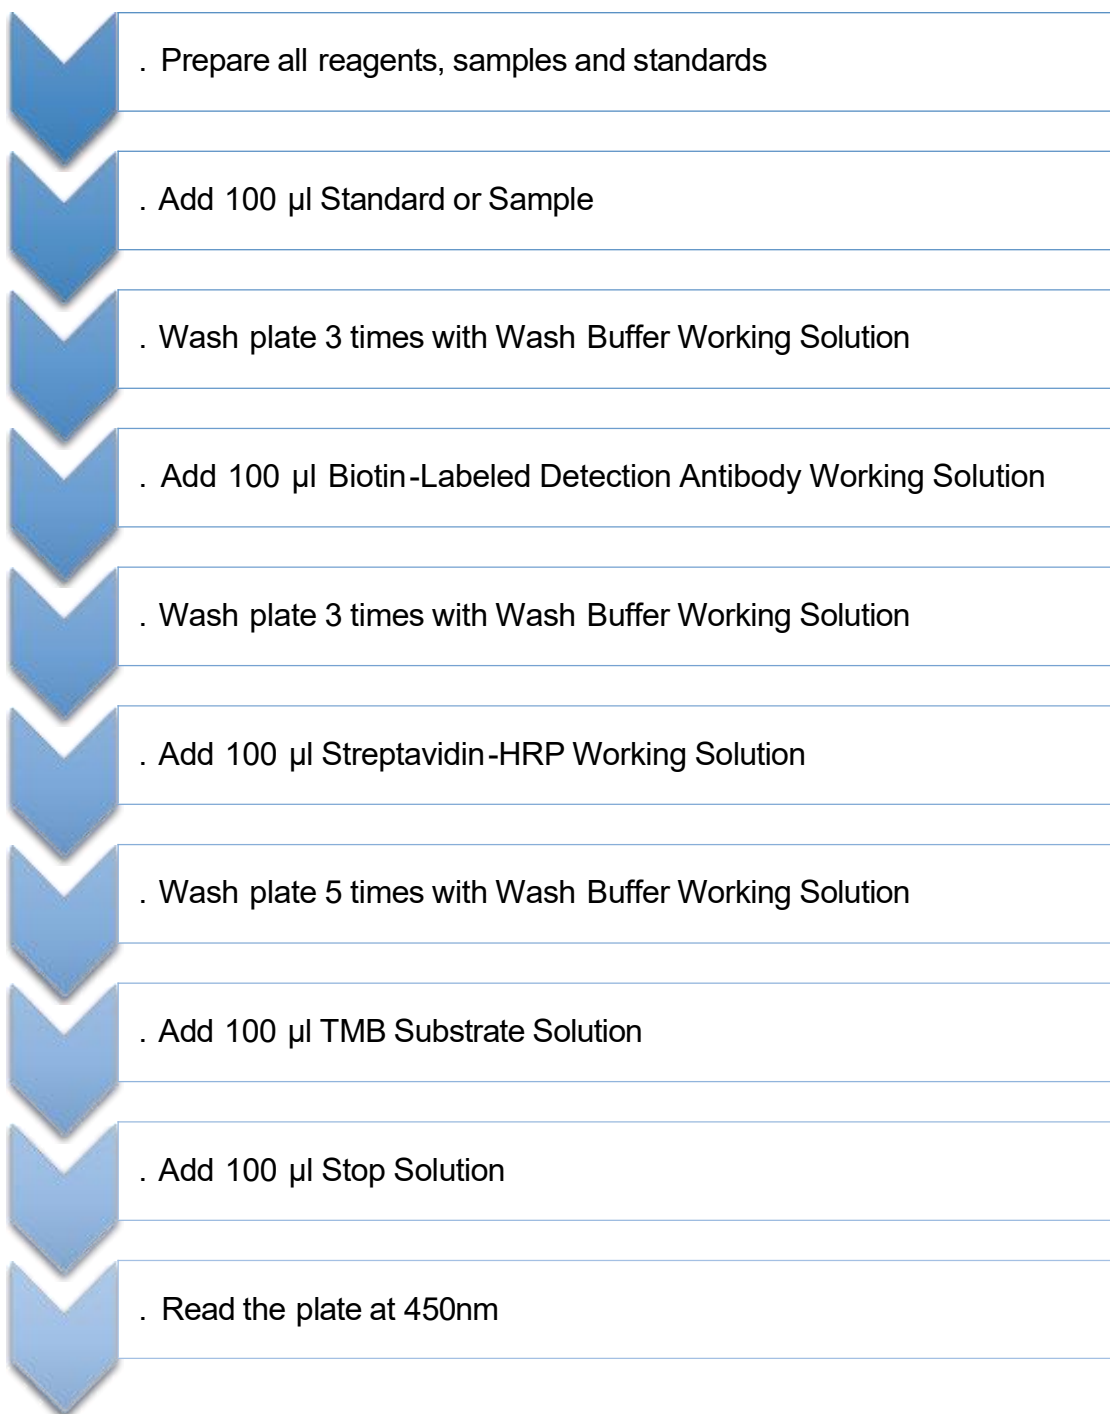 . Prepare all reagents, samples and standards
. Add 100 µl Standard or Sample
. Wash plate 3 times with Wash Buffer Working Solution
. Add 100 µl Biotin-Labeled Detection Antibody Working Solution
. Wash plate 3 times with Wash Buffer Working Solution
. Add 100 µl Streptavidin-HRP Working Solution
. Wash plate 5 times with Wash Buffer Working Solution
. Add 100 µl TMB Substrate Solution
. Add 100 µl Stop Solution
. Read the plate at 450nm